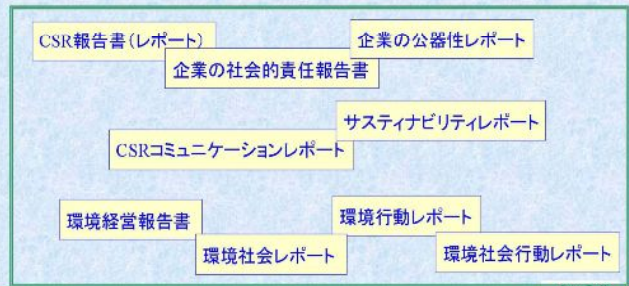 CSR報告書（レポート）
企業の公器性レポート
企業の社会的責任報告書
サスティナビリティレポート
CSRコミュニケーションレポート
環境経営報告書
環境行動レポート
環境社会レポート
環境社会行動レポート